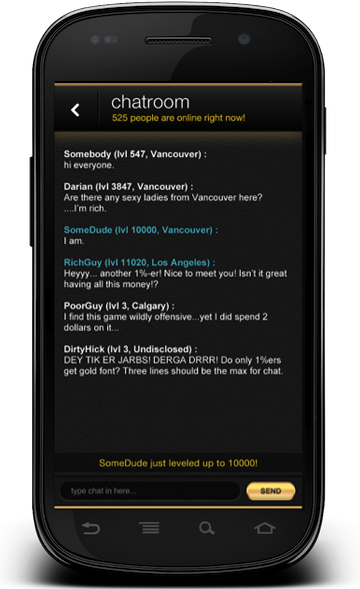 chatroom
525 people are online right now!
Somebody (lvl 547, Vancouver) :
hi everyone.
Darian (lvl 3847, Vancouver) :
Are there any sexy ladies from Vancouver here?
....I'm rich.
SomeDude (lvl 10000, Vancouver) :
I am.
RichGuy (lvl 11020, Los Angeles) :
Heyyy... another 1%-er! Nice to meet you! Isn't it great
having all this money!?
PoorGuy (lvl 3, Calgary) :
I find this game wildly offensive...yet I did spend 2
dollars on it...
DirtyHick (lvl 3, Undisclosed) :
DEY TIK ER JARBS! DERGA DRRR! Do only 1%ers
get gold font? Three lines should be the max for chat.
SomeDude just leveled up to 10000!
type chat in here...
SEND